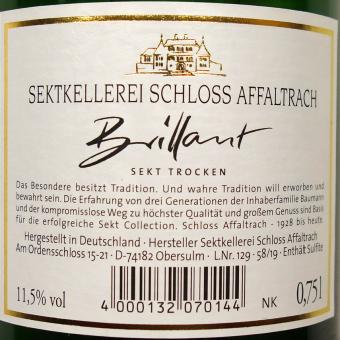 SEKTKELLEREI SCHLOSS AFFALTRACH
Brillant
SEKT TROCKEN
Das Besondere besitzt Tradition. Und wahre Tradition will erworben und
bewahrt sein. Die Erfahrung von drei Generationen der Inhaberfamilie Baumann
und der kompromisslose Weg zu höchster Qualität und großem Genuss sind Basis
für die erfolgreiche Sekt Collection. Schloss Affaltrach - 1928 bis heute.
Hergestellt in Deutschland · Hersteller Sektkellerei Schloss Affaltrach
Am Ordensschloss 15-21 · D-74182 Obersulm · L.Nr. 129 - 58/19 · Enthält Sulfite
11,5% vol
4 000132 070144
NK
0,75 l